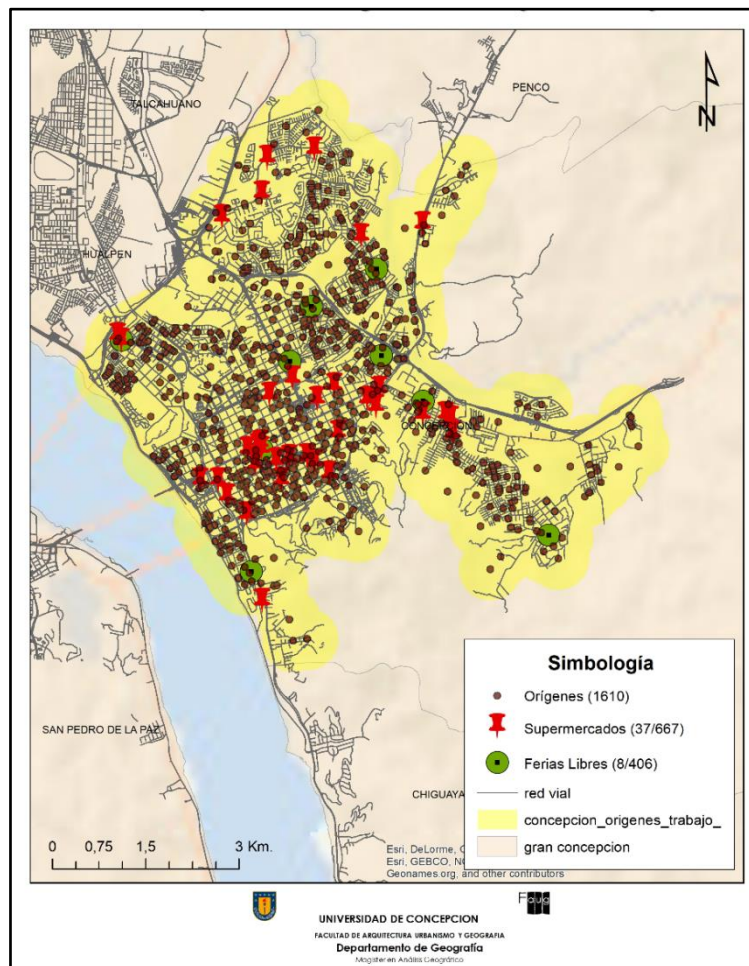 TALCAHUANO
PENCO
N
HUALPEN
CONCEPCION
SAN PEDRO DE LA PAZ
CHIGUAYA
Simbología
Orígenes (1610)
Supermercados (37/667)
Ferias Libres (8/406)
red vial
concepcion_origenes_trabajo_
gran concepcion
0 0,75 1,5 3 Km.
Esri, DeLorme,
Esri, GEBCO,
Geonames.org, and other contributors
Faug
UNIVERSIDAD DE CONCEPCION
FACULTAD DE ARQUITECTURA URBANISMO Y GEOGRAFIA
Departamento de Geografía
Magíster en Análisis Geográfico